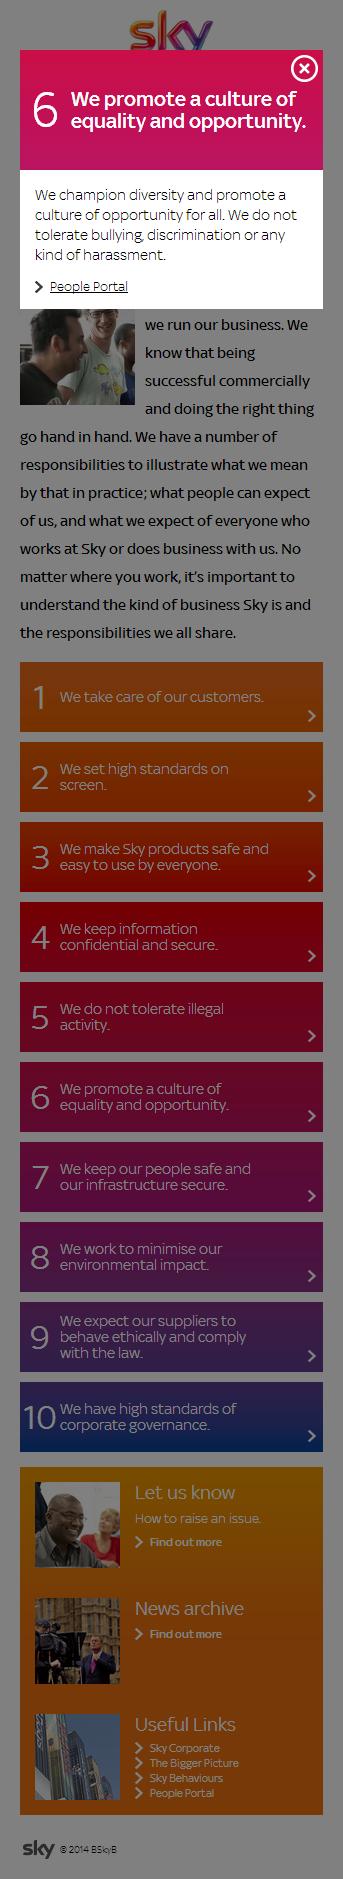 sky
6 We promote a culture of
equality and opportunity.
We champion diversity and promote a
culture of opportunity for all. We do not
tolerate bullying, discrimination or any
kind of harassment.
People Portal
we run our business. We
know that being
successful commercially
and doing the right thing
go hand in hand. We have a number of
responsibilities to illustrate what we mean
by that in practice; what people can expect
of us, and what we expect of everyone who
works at Sky or does business with us. No
matter where you work, it's important to
understand the kind of business Sky is and
the responsibilities we all share.
1 We take care of our customers.
2 We set high standards on
screen.
3 We make Sky products safe and
easy to use by everyone.
4 We keep information
confidential and secure.
5 We do not tolerate illegal
activity.
6 We promote a culture of
equality and opportunity.
7 We keep our people safe and
our infrastructure secure.
8 We work to minimise our
environmental impact.
9 We expect our suppliers to
behave ethically and comply
with the law.
10 We have high standards of
corporate governance.
Let us know
How to raise an issue.
Find out more
News archive
Find out more
Useful Links
Sky Corporate
The Bigger Picture
Sky Behaviours
People Portal
sky © 2014 BSkyB